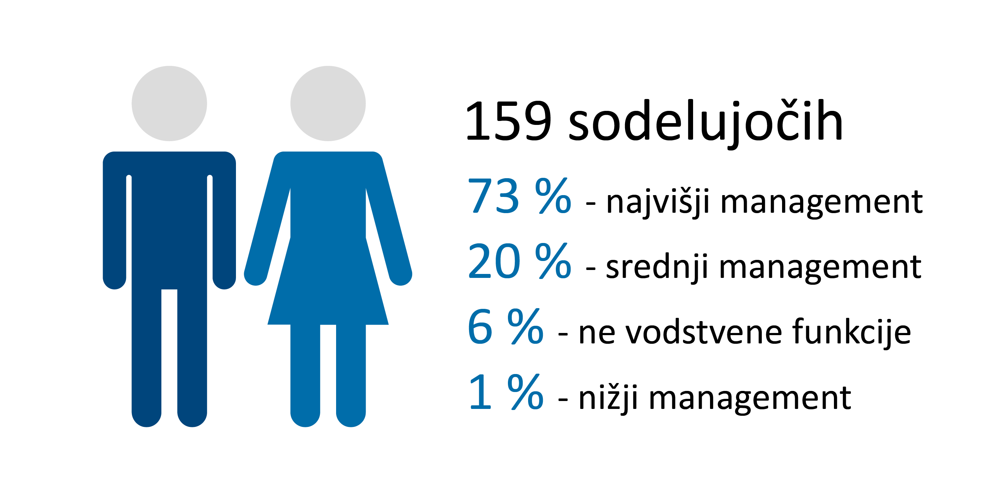 159 sodelujočih
73 % - najvišji management
20 % - srednji management
6 % - ne vodstvene funkcije
1 % - nižji management